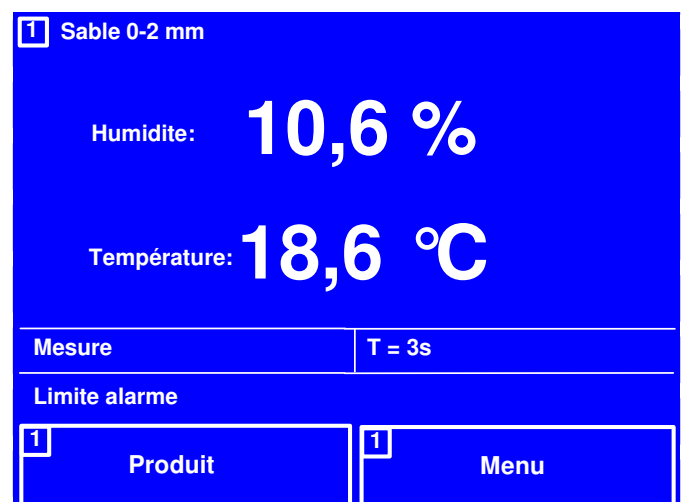 1 Sable 0-2 mm
Humidite: 10,6 %
Température: 18,6 °C
Mesure T = 3s
Limite alarme
1 Produit 1 Menu